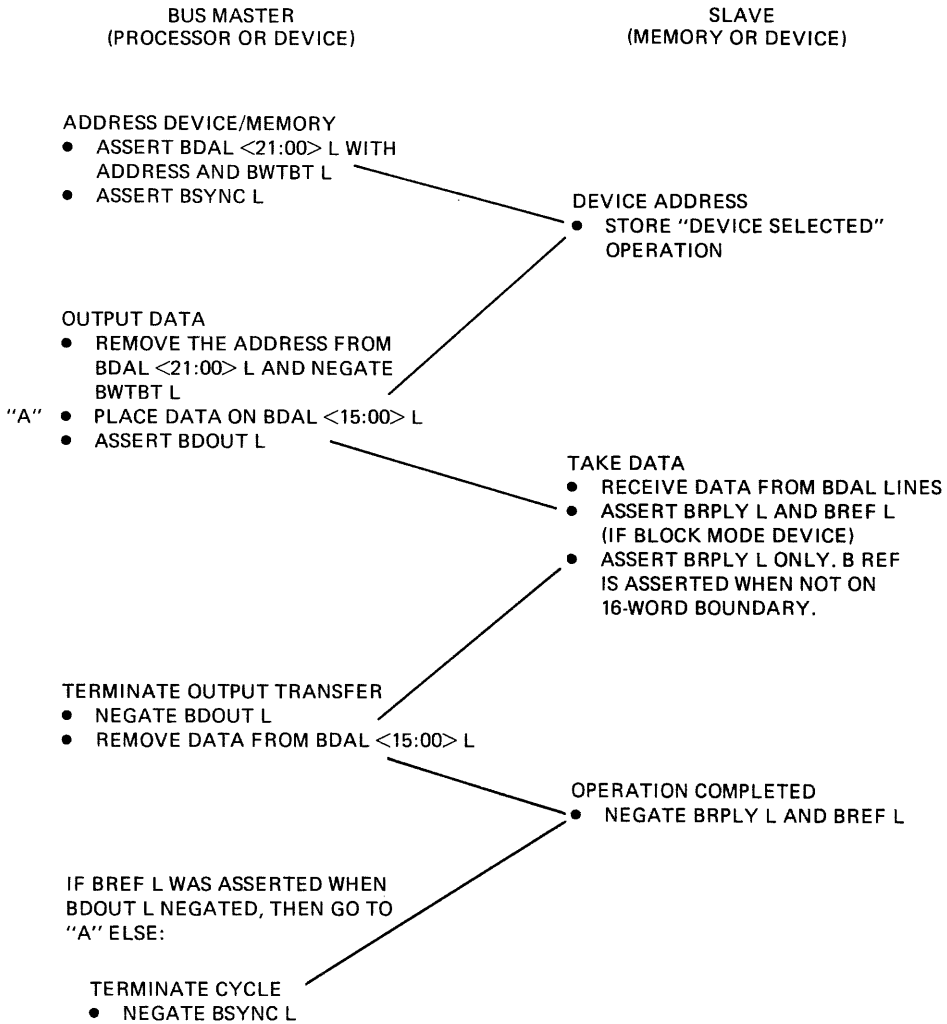 BUS MASTER
(PROCESSOR OR DEVICE)
SLAVE
(MEMORY OR DEVICE)
ADDRESS DEVICE/MEMORY
• ASSERT BDAL <21:00> L WITH
ADDRESS AND BWTBT L
• ASSERT BSYNC L
DEVICE ADDRESS
• STORE "DEVICE SELECTED"
OPERATION
OUTPUT DATA
• REMOVE THE ADDRESS FROM
BDAL <21:00> L AND NEGATE
BWTBT L
"A" • PLACE DATA ON BDAL <15:00> L
• ASSERT BDOUT L
TAKE DATA
• RECEIVE DATA FROM BDAL LINES
• ASSERT BRPLY L AND BREF L
(IF BLOCK MODE DEVICE)
• ASSERT BRPLY L ONLY. B REF
IS ASSERTED WHEN NOT ON
16-WORD BOUNDARY.
TERMINATE OUTPUT TRANSFER
• NEGATE BDOUT L
• REMOVE DATA FROM BDAL <15:00> L
OPERATION COMPLETED
• NEGATE BRPLY L AND BREF L
IF BREF L WAS ASSERTED WHEN
BDOUT L NEGATED, THEN GO TO
"A" ELSE:
TERMINATE CYCLE
• NEGATE BSYNC L